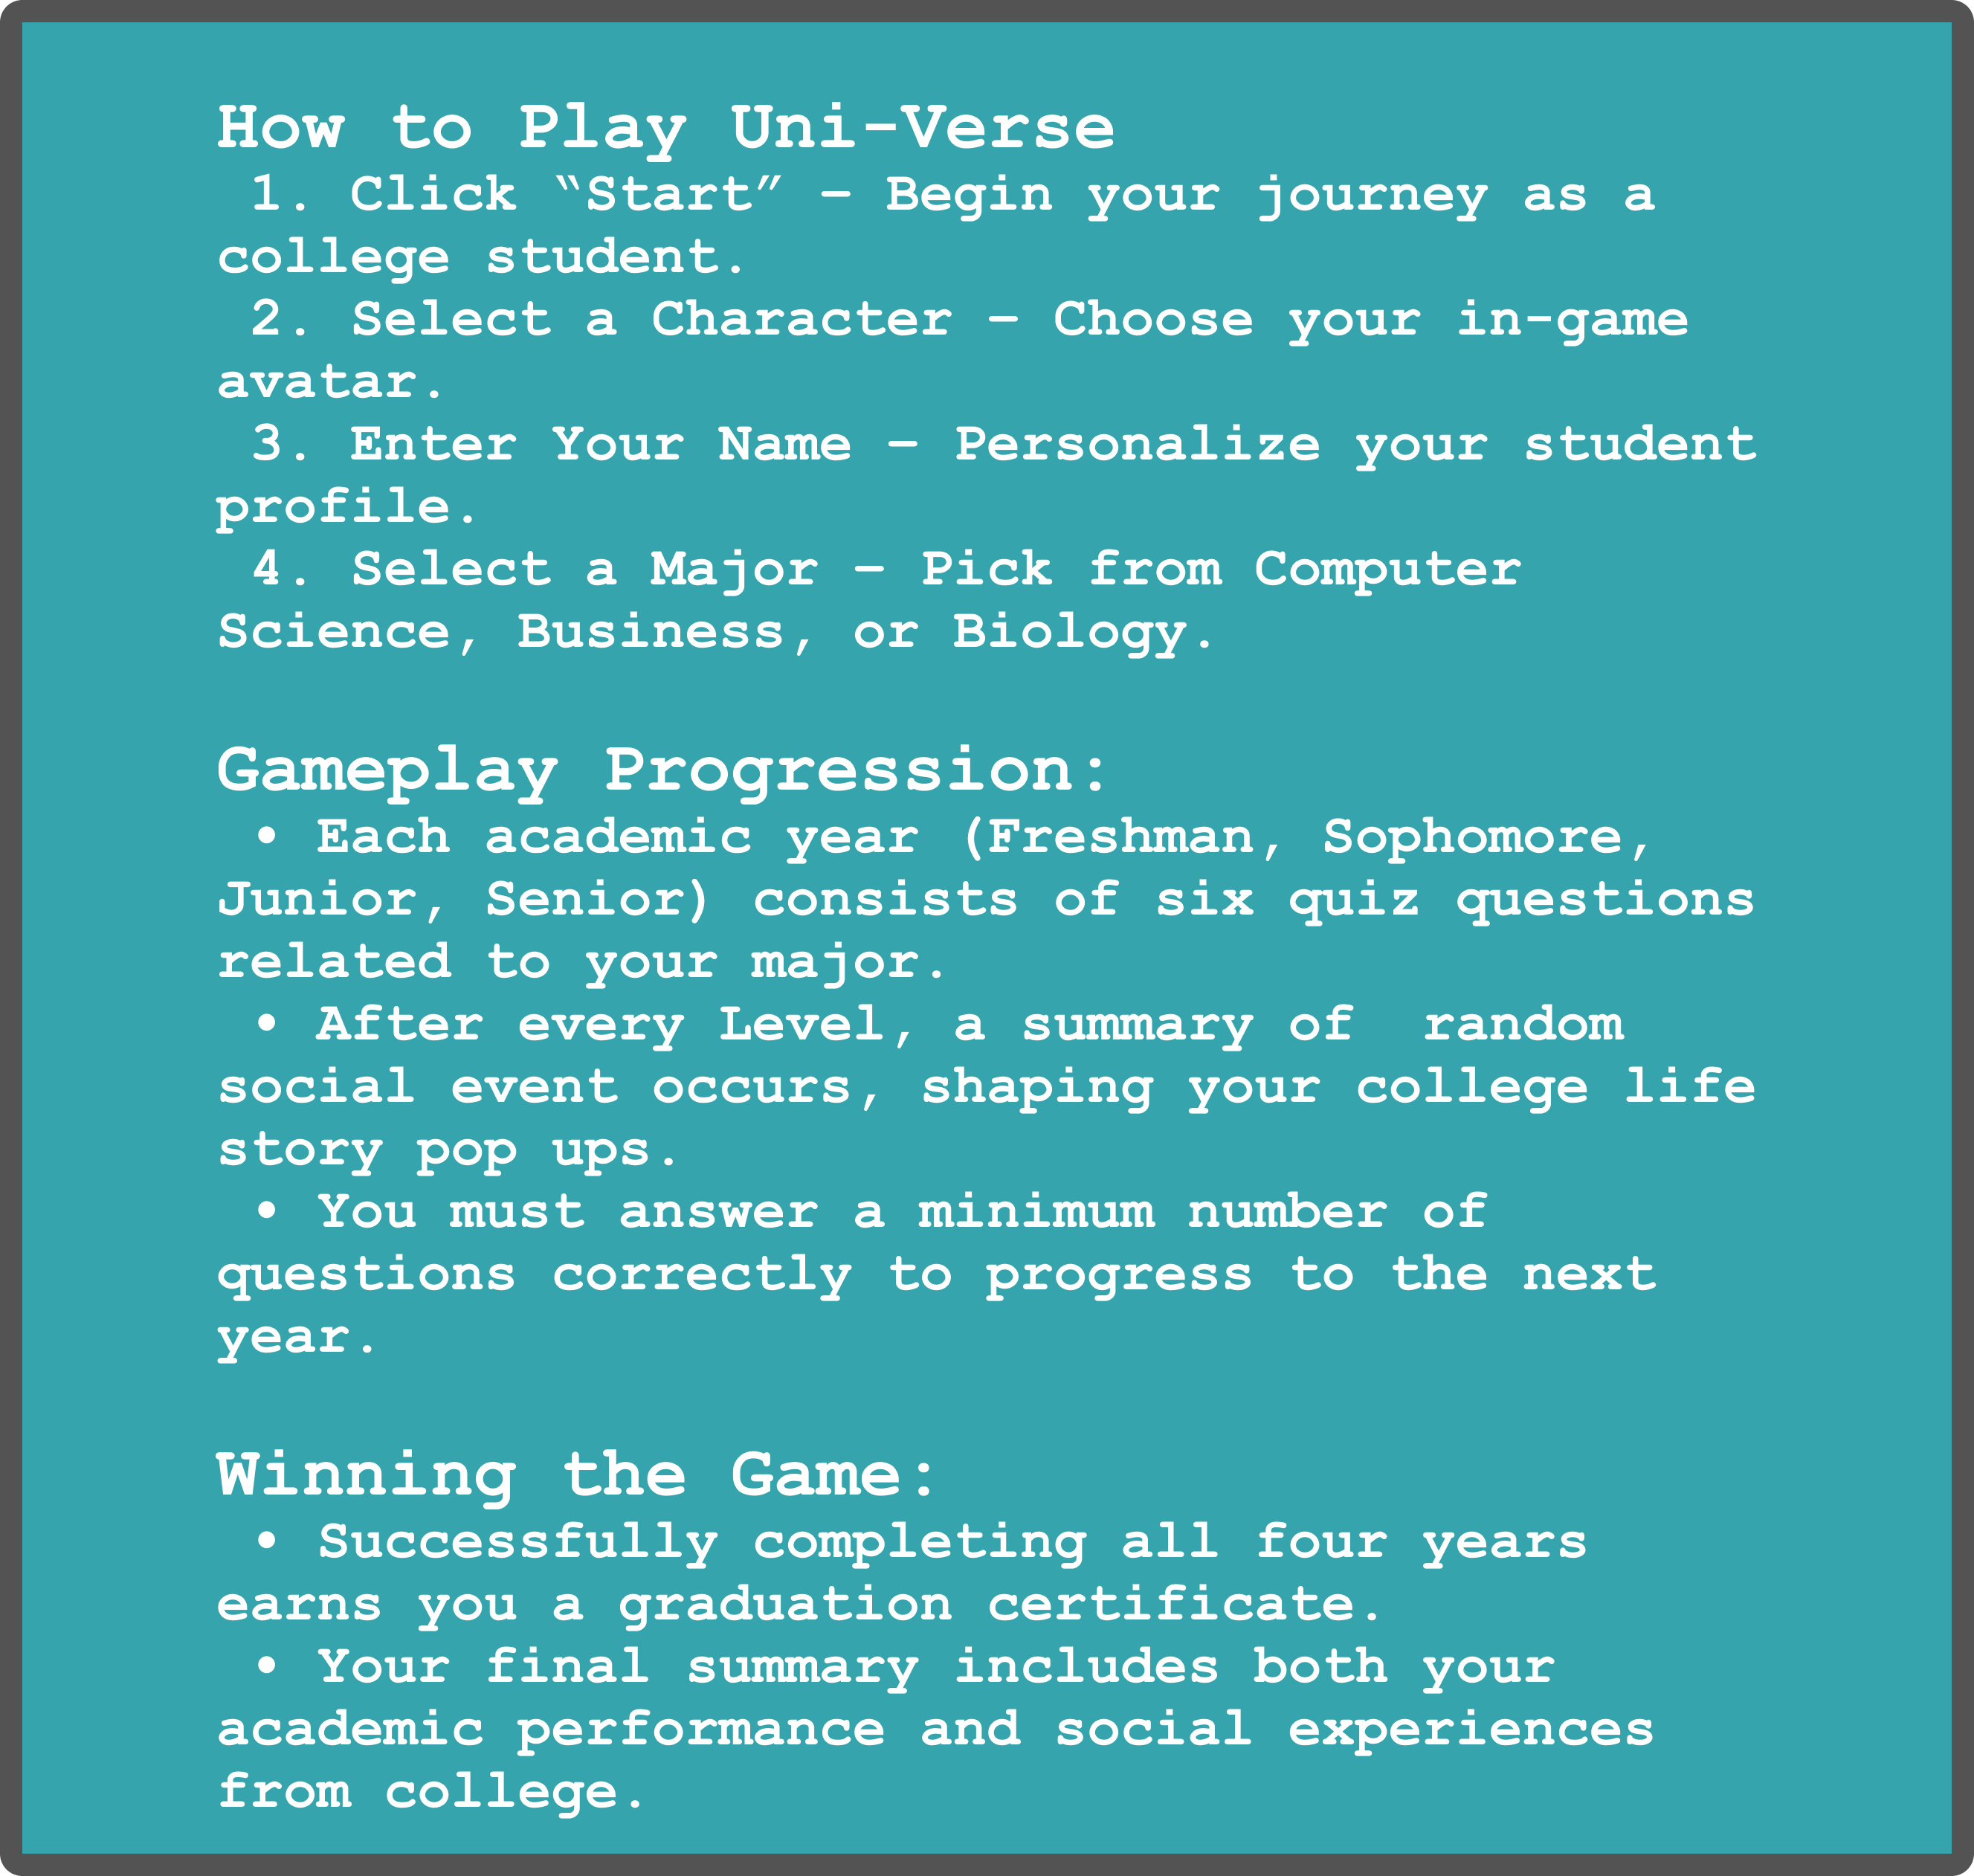 How to Play Uni-Verse
1. Click “Start” – Begin your journey as a
college student.
2. Select a Character – Choose your in-game
avatar.
3. Enter Your Name – Personalize your student
profile.
4. Select a Major – Pick from Computer
Science, Business, or Biology.
Gameplay Progression:
• Each academic year (Freshman, Sophomore,
Junior, Senior) consists of six quiz questions
related to your major.
• After every Level, a summary of  random
social event occurs, shaping your college life
story pop ups.
• You must answer a minimum number of
questions correctly to progress to the next
year.
Winning the Game:
• Successfully completing all four years
earns you a graduation certificate.
• Your final summary includes both your
academic performance and social experiences
from college.